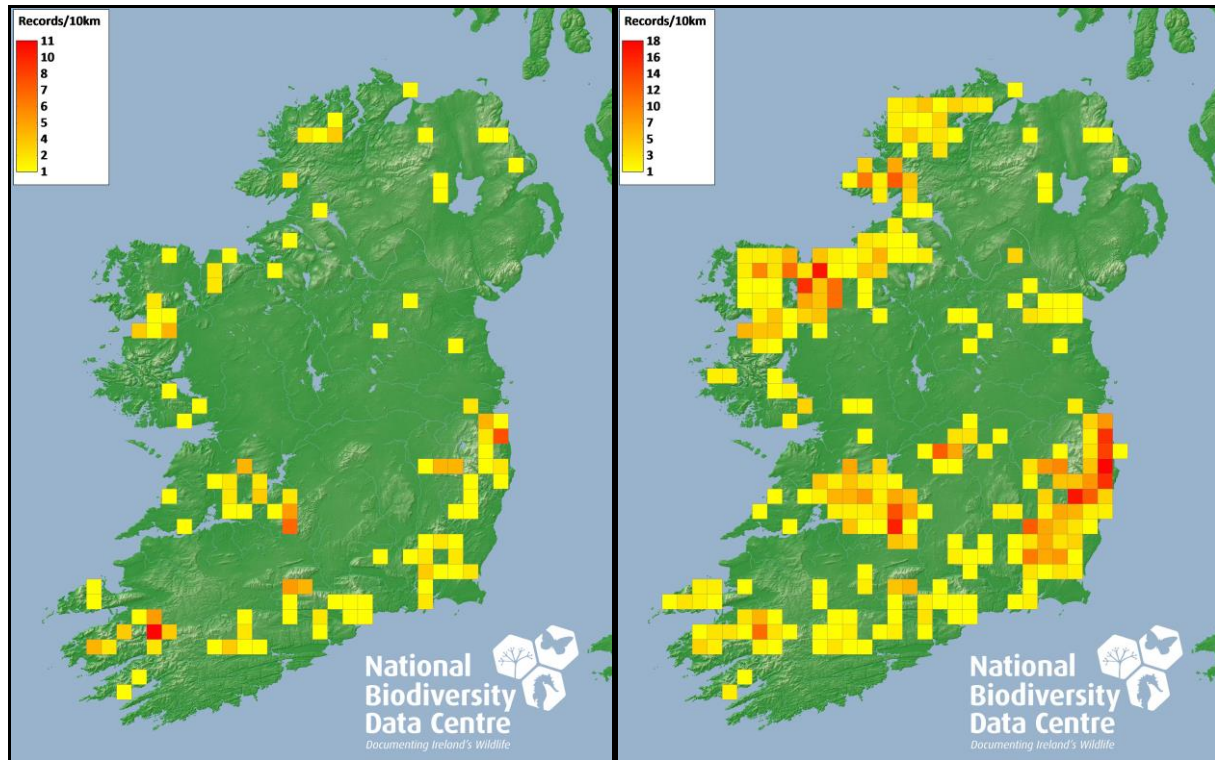 Records/10km
11
10
8
7
6
5
4
2
1
National
Biodiversity
Data Centre
Documenting Ireland's Wildlife
Records/10km
18
16
14
12
10
7
5
3
1
National
Biodiversity
Data Centre
Documenting Ireland's Wildlife